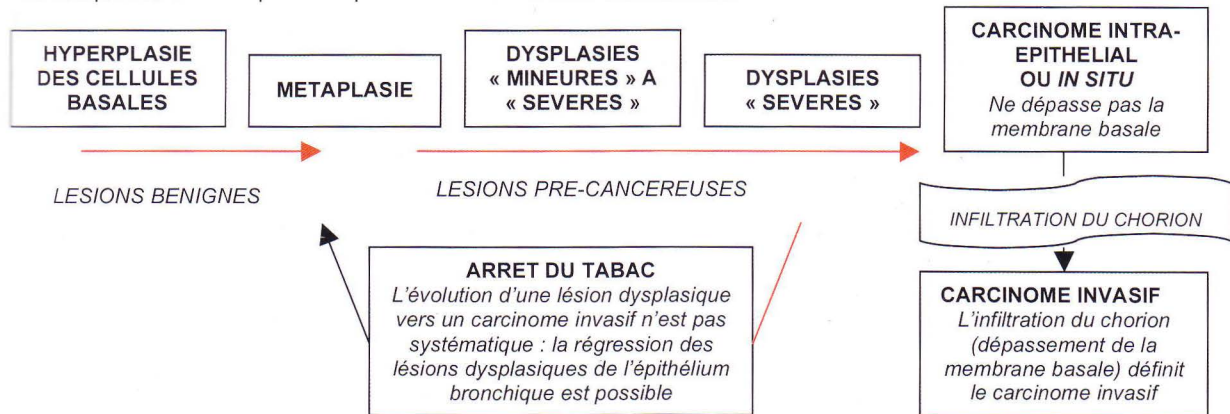 HYPERPLASIE
DES CELLULES
BASALES
METAPLASIE
DYSPLASIES
« MINEURES » A
« SEVERES »
DYSPLASIES
« SEVERES »
CARCINOME INTRA-
EPITHELIAL
OU IN SITU
Ne dépasse pas la
membrane basale
LESIONS BENIGNES
LESIONS PRE-CANCEREUSES
INFILTRATION DU CHORION
ARRET DU TABAC
L'évolution d'une lésion dysplasique
vers un carcinome invasif n'est pas
systématique : la régression des
lésions dysplasiques de l'épithélium
bronchique est possible
CARCINOME INVASIF
L'infiltration du chorion
(dépassement de la
membrane basale) définit
le carcinome invasif